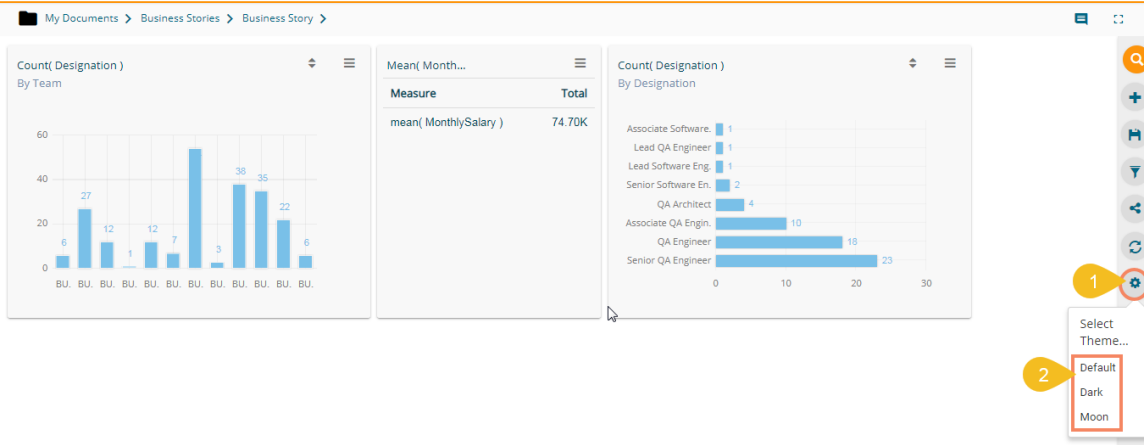 My Documents > Business Stories > Business Story >
Count( Designation )
By Team
60
40
20
0
6
27
12
1
12
7
3
38
35
22
6
BU. BU. BU. BU. BU. BU. BU. BU. BU. BU. BU. BU.
Mean( Month...
Measure Total
mean( MonthlySalary ) 74.70K
Count( Designation )
By Designation
Associate Software. 1
Lead QA Engineer 1
Lead Software Eng. 1
Senior Software En. 2
QA Architect 4
Associate QA Engin. 10
QA Engineer 18
Senior QA Engineer 23
0 10 20 30
1
Select
Theme...
2
Default
Dark
Moon